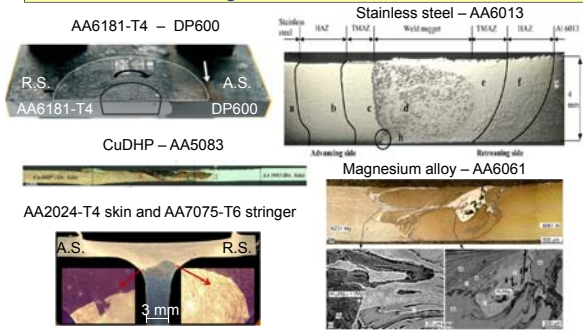 AA6181-T4 – DP600
R.S.
A.S.
AA6181-T4
DP600
Stainless steel – AA6013
Stainless
steel
HAZ
TMAZ
Weld nugget
TMAZ
HAZ
Al 6013
a
b
c
d
e
f
g
h
4 mm
Advancing side
Retreating side
CuDHP – AA5083
Magnesium alloy – AA6061
AA2024-T4 skin and AA7075-T6 stringer
A.S.
R.S.
3 mm